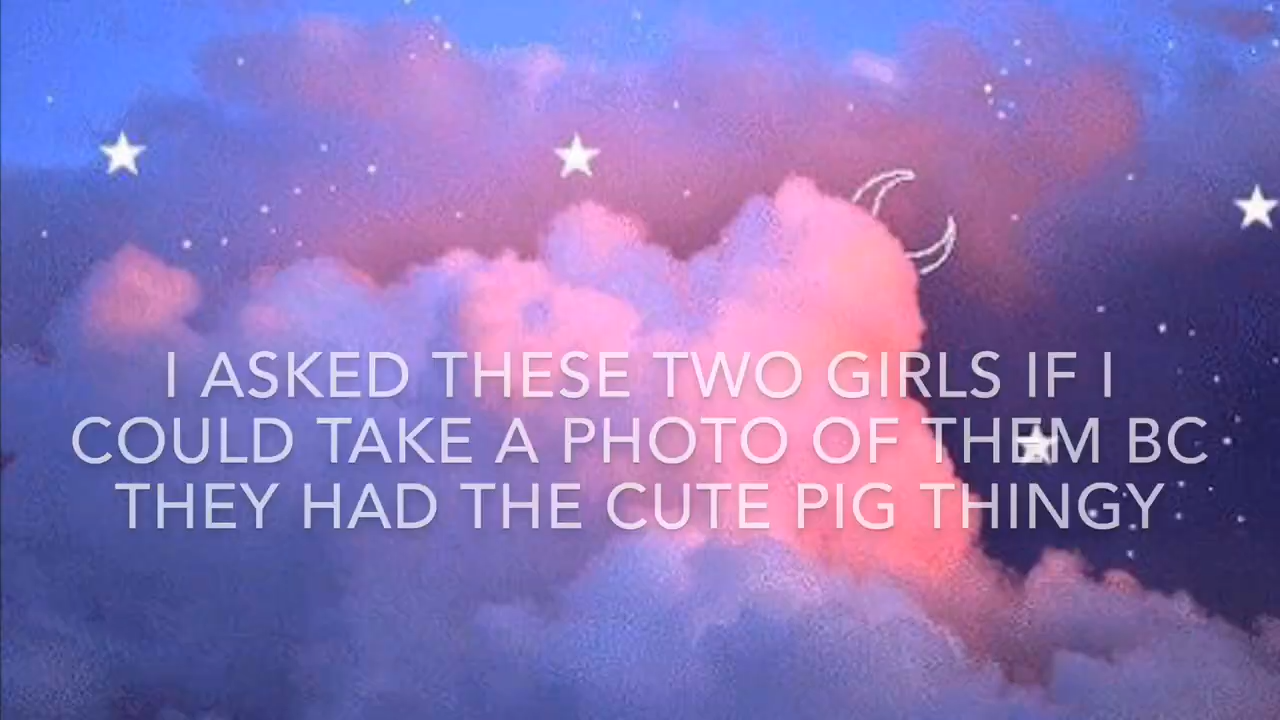 I ASKED THESE TWO GIRLS IF I
COULD TAKE A PHOTO OF THEM BC
THEY HAD THE CUTE PIG THINGY